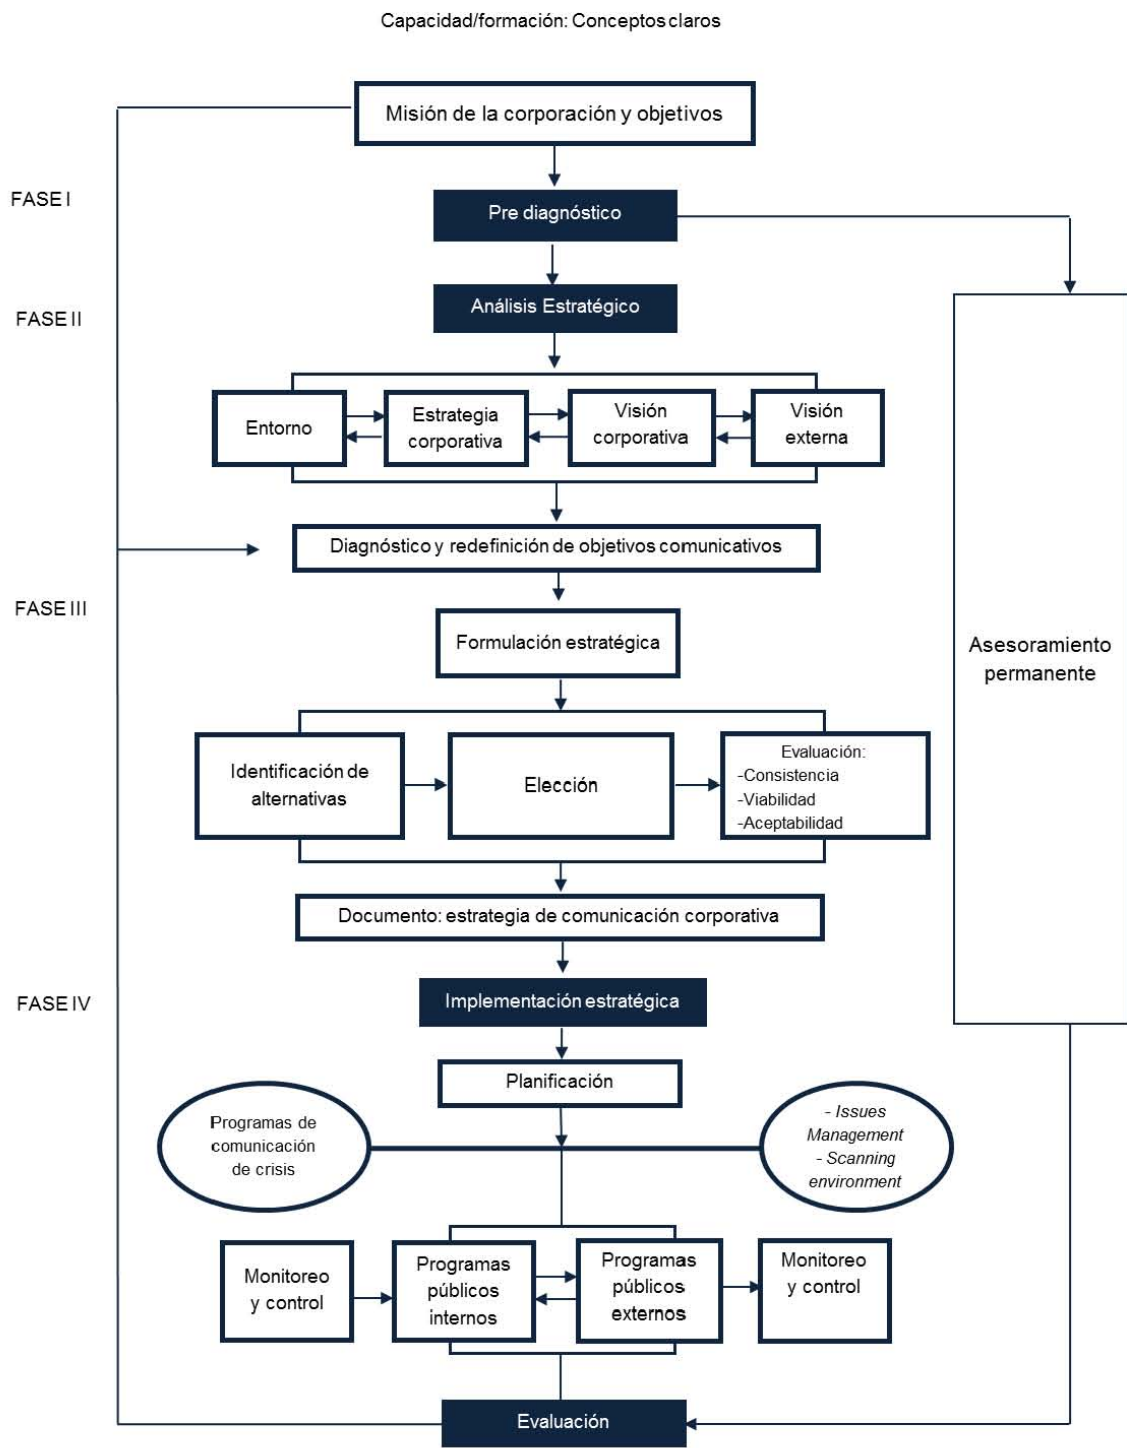 Capacidad/formación: Conceptos claros
Misión de la corporación y objetivos
FASE I
Pre diagnóstico
Análisis Estratégico
FASE II
Entorno
Estrategia
corporativa
Visión
corporativa
Visión
externa
Diagnóstico y redefinición de objetivos comunicativos
FASE III
Formulación estratégica
Asesoramiento
permanente
Identificación de
alternativas
Elección
Evaluación:
-Consistencia
-Viabilidad
-Aceptabilidad
Documento: estrategia de comunicación corporativa
FASE IV
Implementación estratégica
Planificación
Programas de
comunicación
de crisis
- Issues
Management
- Scanning
environment
Monitoreo
y control
Programas
públicos
internos
Programas
públicos
externos
Monitoreo
y control
Evaluación